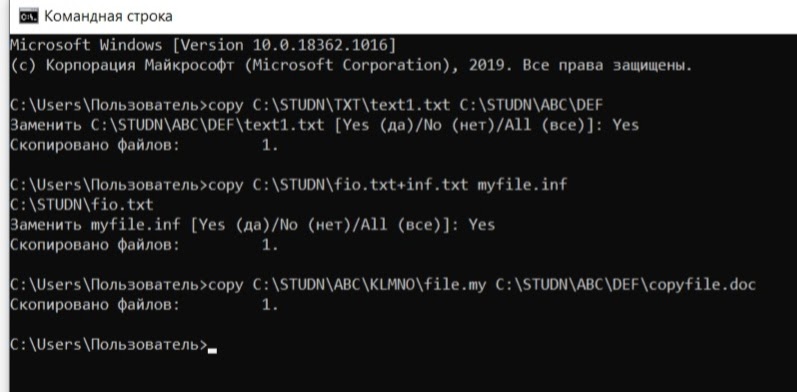 Командная строка
Microsoft Windows [Version 10.0.18362.1016]
(c) Корпорация Майкрософт (Microsoft Corporation), 2019. Все права защищены.
C:\Users\Пользователь>copy C:\STUDN\TXT\text1.txt C:\STUDN\ABC\DEF
Заменить C:\STUDN\ABC\DEF\text1.txt [Yes (да)/No (нет)/All (все)]: Yes
Скопировано файлов:         1.
C:\Users\Пользователь>copy C:\STUDN\fio.txt+inf.txt myfile.inf
C:\STUDN\fio.txt
Заменить myfile.inf [Yes (да)/No (нет)/All (все)]: Yes
Скопировано файлов:         1.
C:\Users\Пользователь>copy C:\STUDN\ABC\KLMNO\file.my C:\STUDN\ABC\DEF\copyfile.doc
Скопировано файлов:         1.
C:\Users\Пользователь>